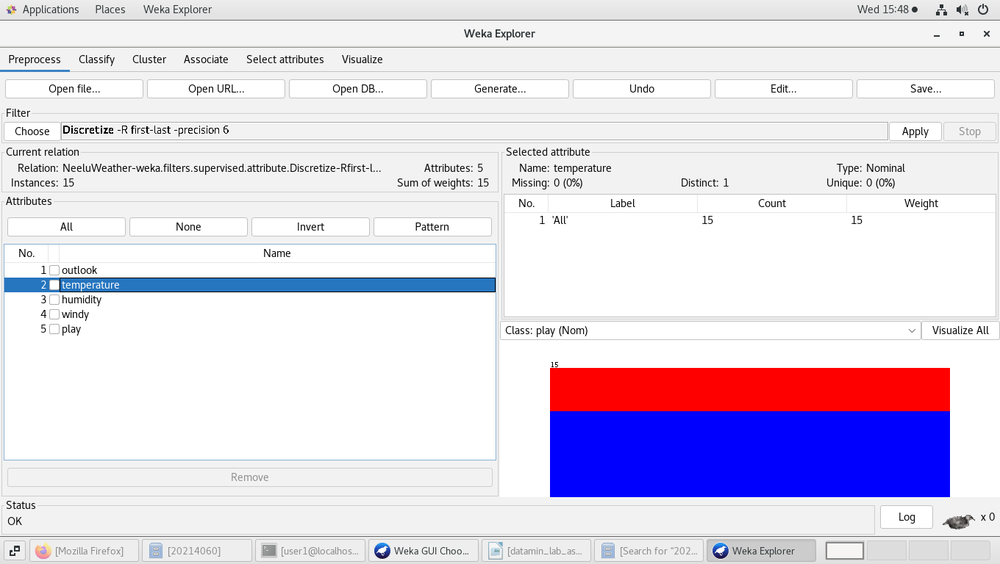 Applications Places Weka Explorer Wed 15:48
Weka Explorer
Preprocess Classify Cluster Associate Select attributes Visualize
Open file... Open URL... Open DB... Generate... Undo Edit... Save...
Filter
Choose Discretize -R first-last -precision 6 Apply Stop
Current relation
Relation: NeeluWeather-weka.filters.supervised.attribute.Discretize-Rfirst-l... Attributes: 5
Instances: 15 Sum of weights: 15
Attributes
All None Invert Pattern
No. Name
1 outlook
2 temperature
3 humidity
4 windy
5 play
Remove
Selected attribute
Name: temperature Type: Nominal
Missing: 0 (0%) Distinct: 1 Unique: 0 (0%)
No. Label Count Weight
1 'All' 15 15
Class: play (Nom) Visualize All
15
Status
OK
Log x 0
[Mozilla Firefox] [20214060] [user1@localhos... Weka GUI Choo... [datamin_lab_as... [Search for “202... Weka Explorer